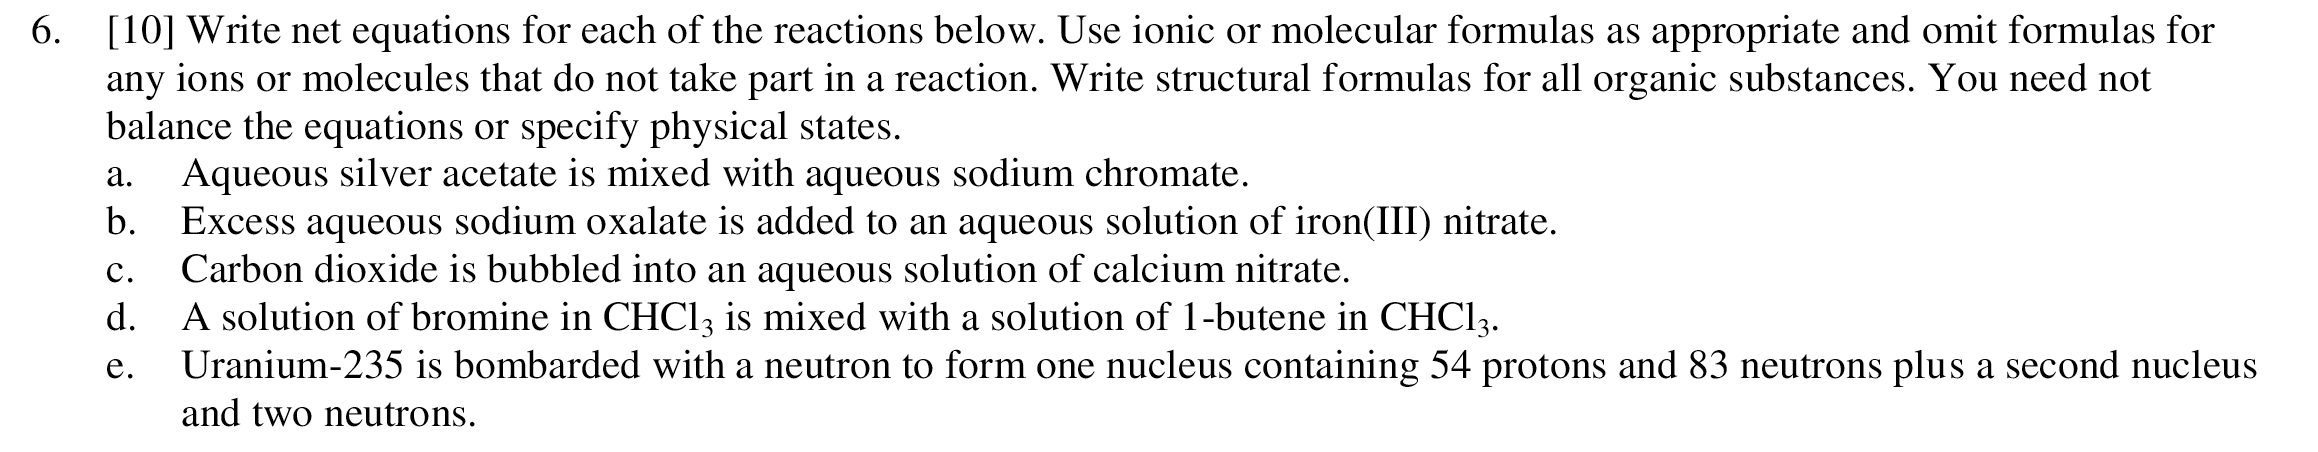 6. [10] Write net equations for each of the reactions below. Use ionic or molecular formulas as appropriate and omit formulas for
any ions or molecules that do not take part in a reaction. Write structural formulas for all organic substances. You need not
balance the equations or specify physical states.
a. Aqueous silver acetate is mixed with aqueous sodium chromate.
b. Excess aqueous sodium oxalate is added to an aqueous solution of iron(III) nitrate.
c. Carbon dioxide is bubbled into an aqueous solution of calcium nitrate.
d. A solution of bromine in CHCl₃ is mixed with a solution of 1-butene in CHCl₃.
e. Uranium-235 is bombarded with a neutron to form one nucleus containing 54 protons and 83 neutrons plus a second nucleus
and two neutrons.